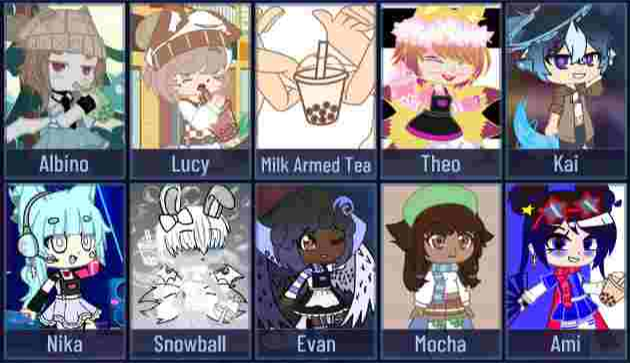 Albino
Lucy
Milk Armed Tea
Theo
Kai
Nika
Snowball
Evan
Mocha
Ami